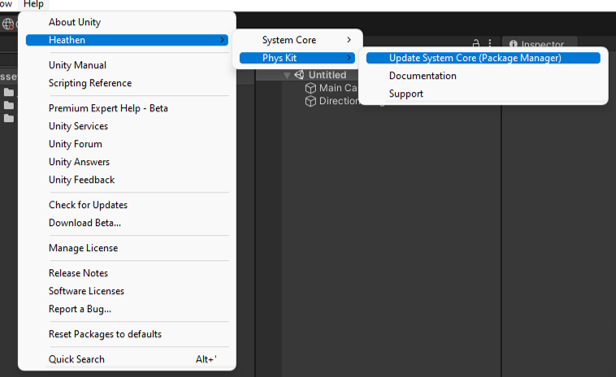 Help
About Unity
Heathen
Unity Manual
Scripting Reference
Premium Expert Help - Beta
Unity Services
Unity Forum
Unity Answers
Unity Feedback
Check for Updates
Download Beta...
Manage License
Release Notes
Software Licenses
Report a Bug...
Reset Packages to defaults
Quick Search Alt+'
System Core
Phys Kit
Update System Core (Package Manager)
Documentation
Support
Inspector
Untitled
Main Ca
Direction